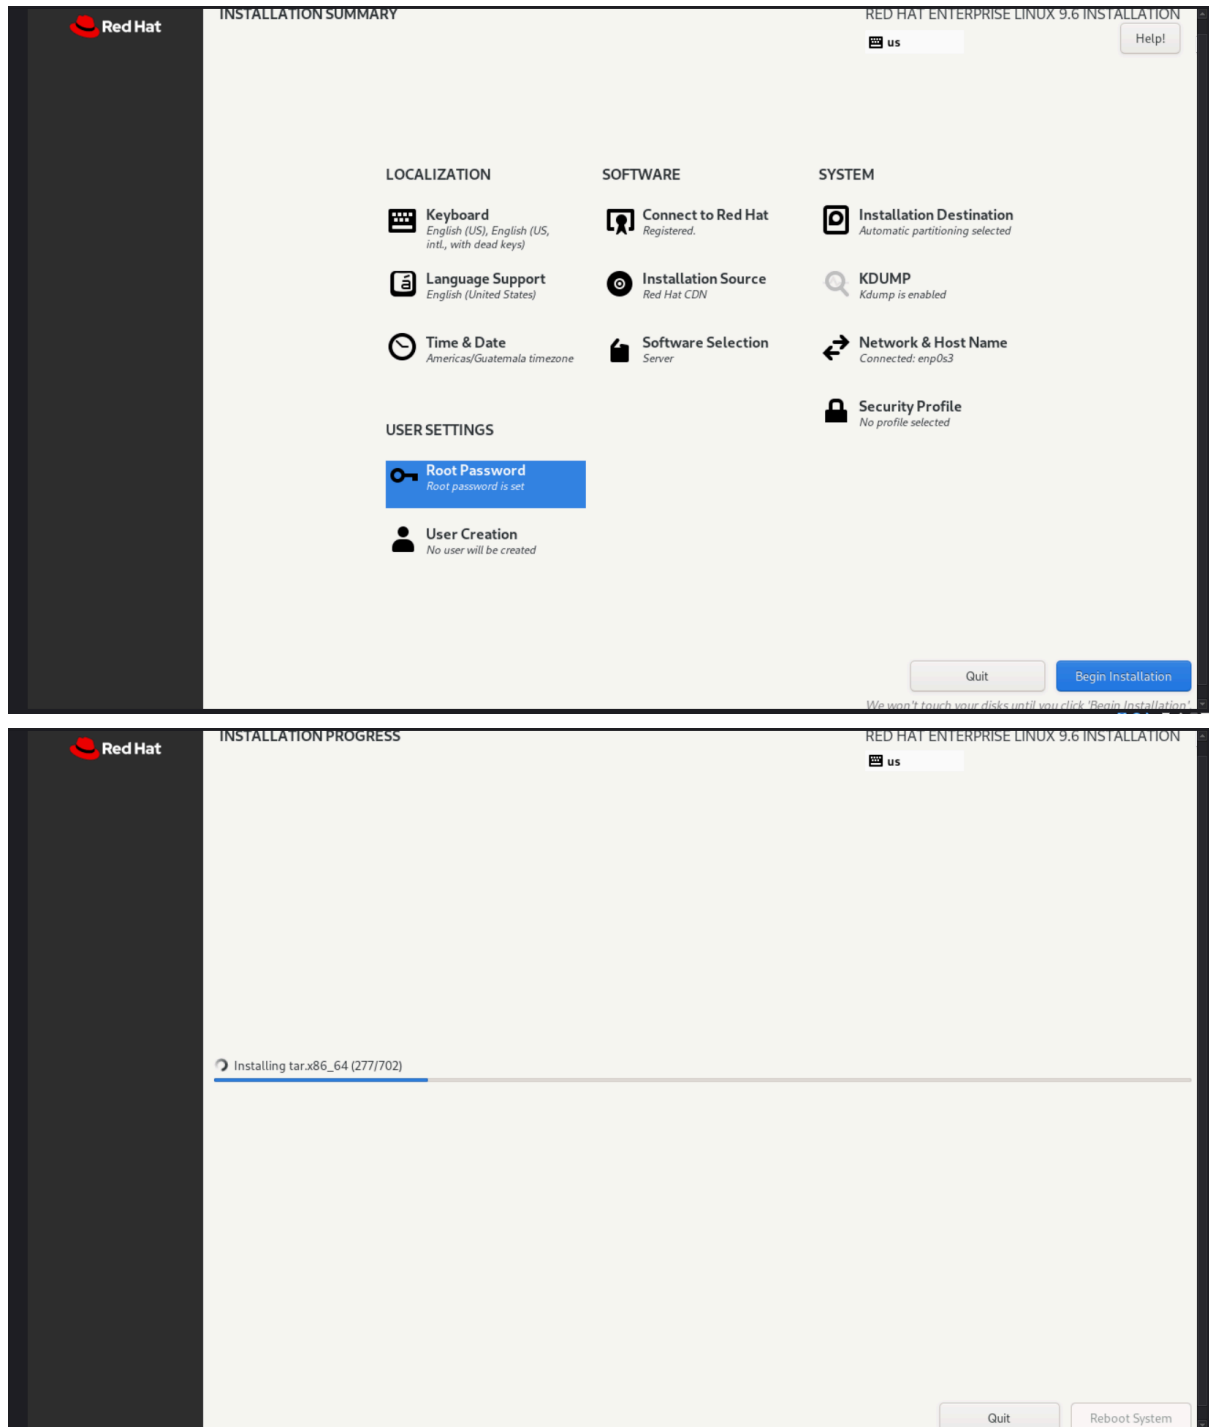 Red Hat
INSTALLATION SUMMARY
RED HAT ENTERPRISE LINUX 9.6 INSTALLATION
us
Help!
LOCALIZATION
Keyboard
English (US), English (US,
intl., with dead keys)
Language Support
English (United States)
Time & Date
Americas/Guatemala timezone
SOFTWARE
Connect to Red Hat
Registered.
Installation Source
Red Hat CDN
Software Selection
Server
SYSTEM
Installation Destination
Automatic partitioning selected
KDUMP
Kdump is enabled
Network & Host Name
Connected: enp0s3
Security Profile
No profile selected
USER SETTINGS
Root Password
Root password is set
User Creation
No user will be created
Quit
Begin Installation
We won't touch your disks until you click 'Begin Installation'.
Red Hat
INSTALLATION PROGRESS
RED HAT ENTERPRISE LINUX 9.6 INSTALLATION
us
Installing tar.x86_64 (277/702)
Quit
Reboot System